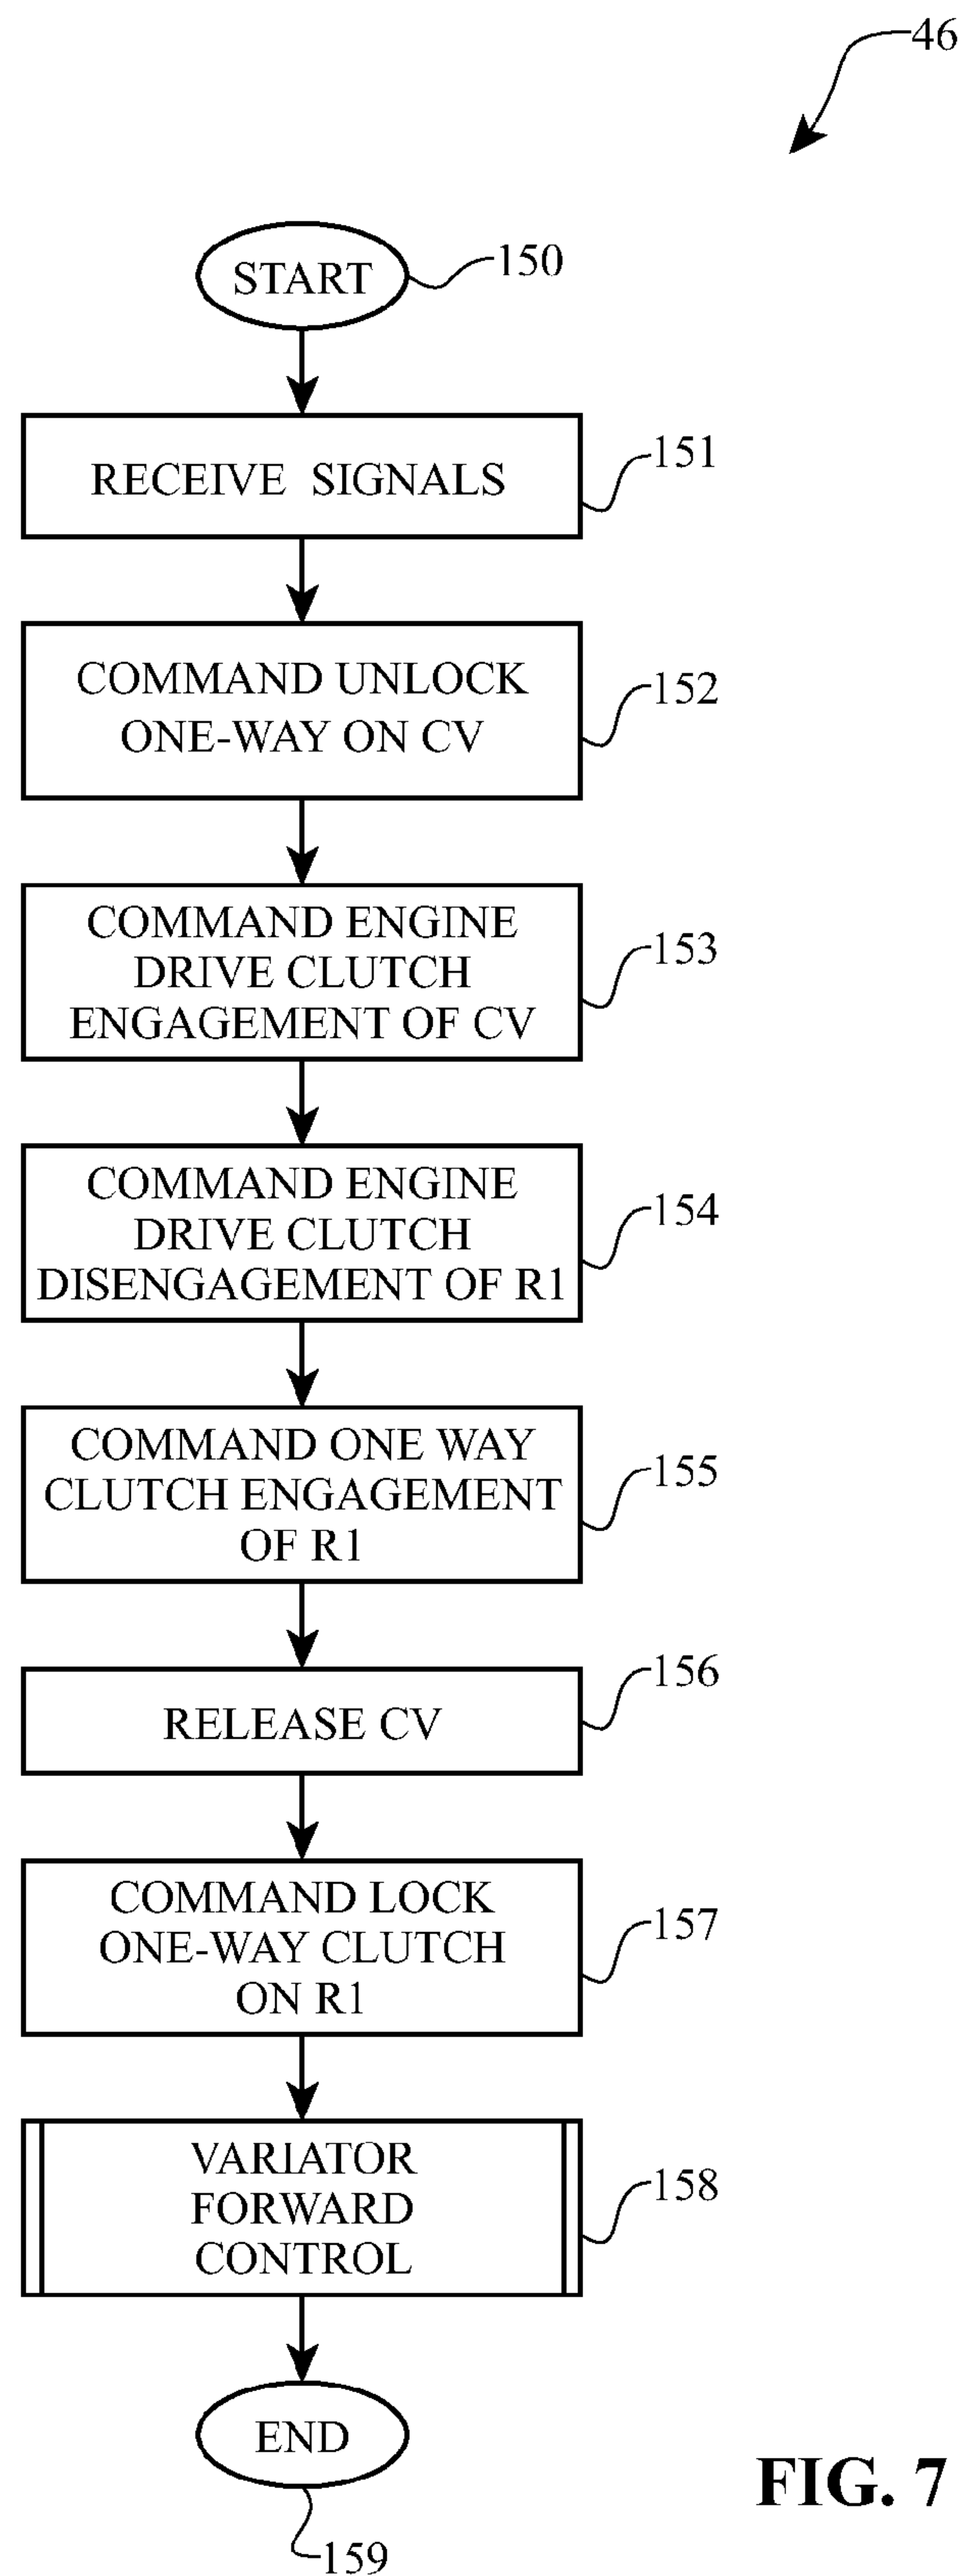 46
START
150
RECEIVE SIGNALS
151
COMMAND UNLOCK
ONE-WAY ON CV
152
COMMAND ENGINE
DRIVE CLUTCH
ENGAGEMENT OF CV
153
COMMAND ENGINE
DRIVE CLUTCH
DISENGAGEMENT OF R1
154
COMMAND ONE WAY
CLUTCH ENGAGEMENT
OF R1
155
RELEASE CV
156
COMMAND LOCK
ONE-WAY CLUTCH
ON R1
157
VARIATOR
FORWARD
CONTROL
158
END
159
FIG. 7